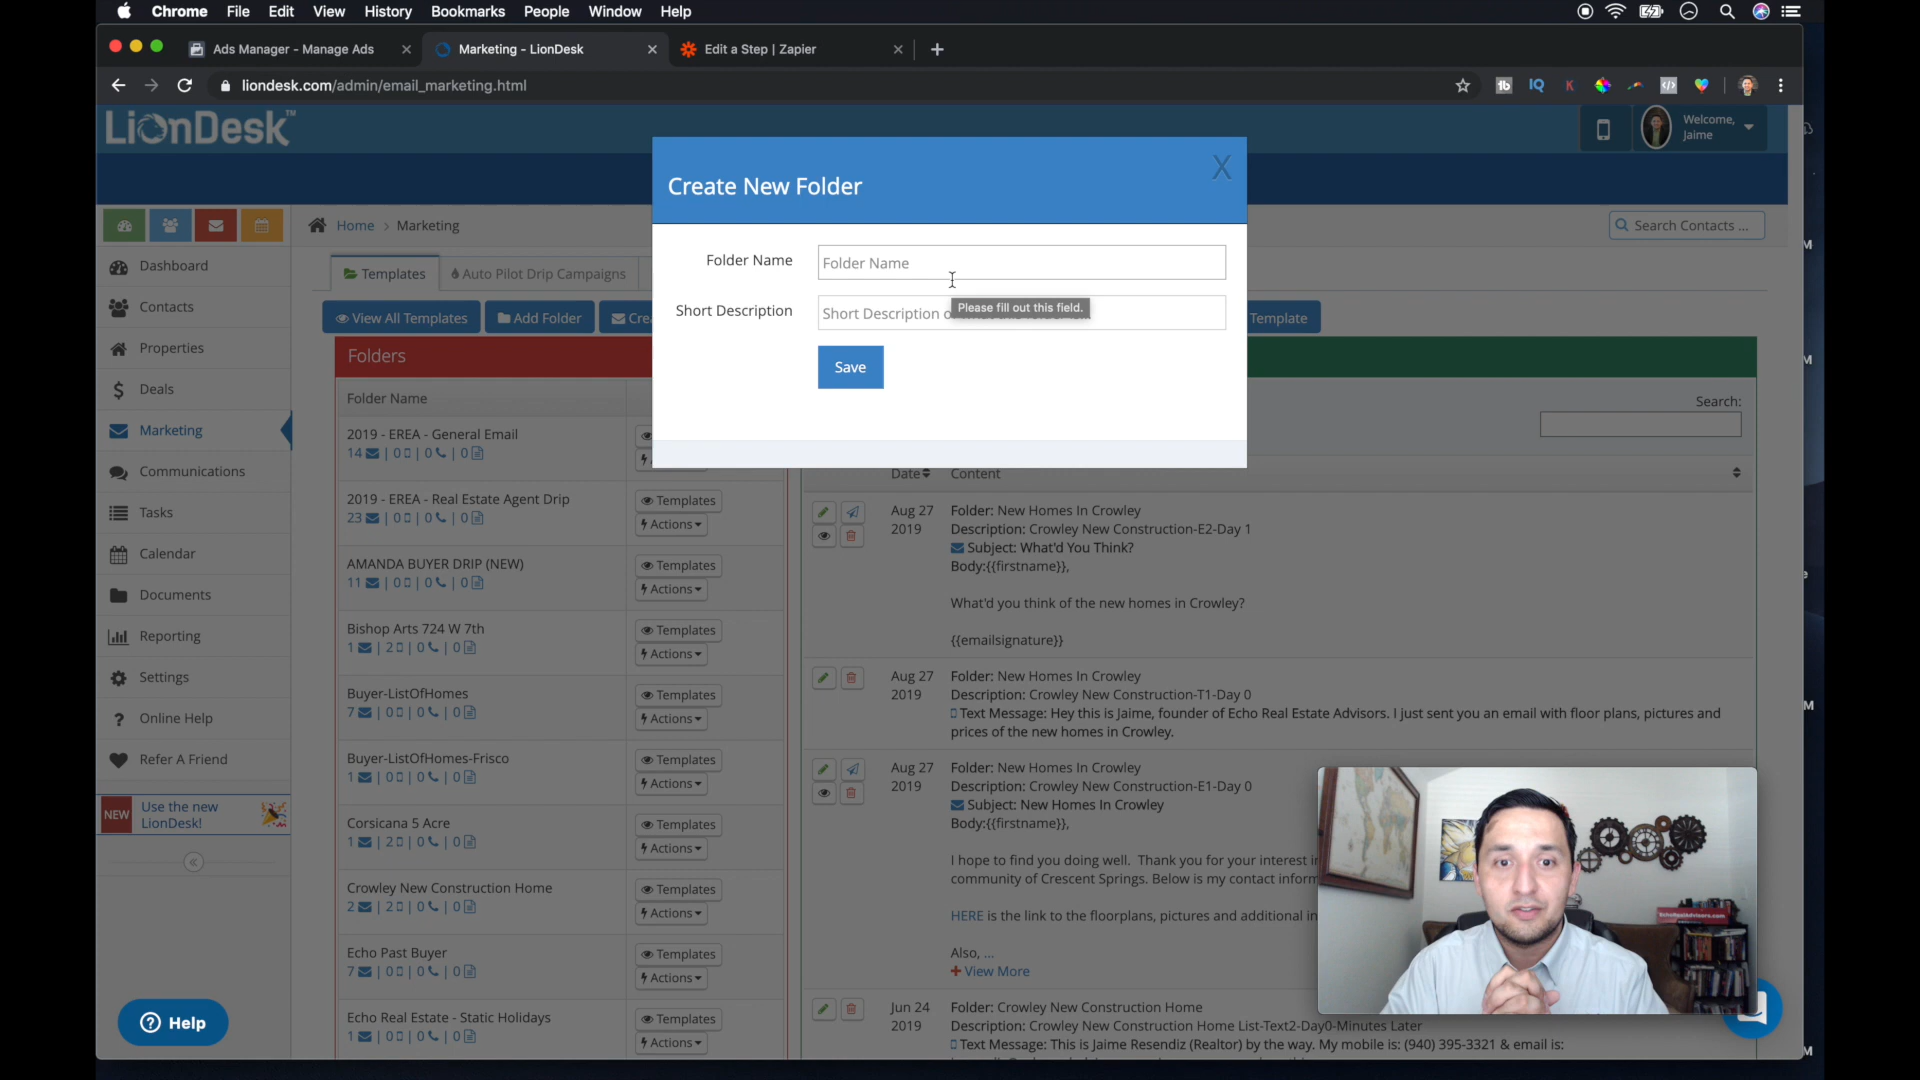 Chrome File Edit View History Bookmarks People Window Help
Ads Manager - Manage Ads
Marketing - LionDesk
Edit a Step | Zapier
liondesk.com/admin/email_marketing.html
LionDesk™
Welcome,
Jaime
Create New Folder
X
Folder Name
Folder Name
Please fill out this field.
Short Description
Short Description
Save
Home > Marketing
Search Contacts ...
Dashboard
Contacts
Properties
Deals
Marketing
Communications
Tasks
Calendar
Documents
Reporting
Settings
Online Help
Refer A Friend
NEW
Use the new
LionDesk!
Help
Templates
Auto Pilot Drip Campaigns
View All Templates
Add Folder
Template
Folders
Folder Name
2019 - EREA - General Email
14 | 0 | 0 | 0
2019 - EREA - Real Estate Agent Drip
23 | 0 | 0 | 0
Templates
Actions
AMANDA BUYER DRIP (NEW)
11 | 0 | 0 | 0
Templates
Actions
Bishop Arts 724 W 7th
1 | 2 | 0 | 0
Templates
Actions
Buyer-ListOfHomes
7 | 0 | 0 | 0
Templates
Actions
Buyer-ListOfHomes-Frisco
1 | 0 | 0 | 0
Templates
Actions
Corsicana 5 Acre
1 | 2 | 0 | 0
Templates
Actions
Crowley New Construction Home
2 | 2 | 0 | 0
Templates
Actions
Echo Past Buyer
7 | 0 | 0 | 0
Templates
Actions
Echo Real Estate - Static Holidays
1 | 0 | 0 | 0
Templates
Actions
Search:
Date
Content
Aug 27
2019
Folder: New Homes In Crowley
Description: Crowley New Construction-E2-Day 1
Subject: What'd You Think?
Body:{{firstname}},
What'd you think of the new homes in Crowley?
{{emailsignature}}
Aug 27
2019
Folder: New Homes In Crowley
Description: Crowley New Construction-T1-Day 0
Text Message: Hey this is Jaime, founder of Echo Real Estate Advisors. I just sent you an email with floor plans, pictures and
prices of the new homes in Crowley.
Aug 27
2019
Folder: New Homes In Crowley
Description: Crowley New Construction-E1-Day 0
Subject: New Homes In Crowley
Body:{{firstname}},
I hope to find you doing well. Thank you for your interest
community of Crescent Springs. Below is my contact
HERE is the link to the floorplans, pictures and additional
Also, ...
View More
Jun 24
2019
Folder: Crowley New Construction Home
Description: Crowley New Construction Home List-Text2-Day0-Minutes Later
Text Message: This is Jaime Resendiz (Realtor) by the way. My mobile is: (940) 395-3321 & email is: